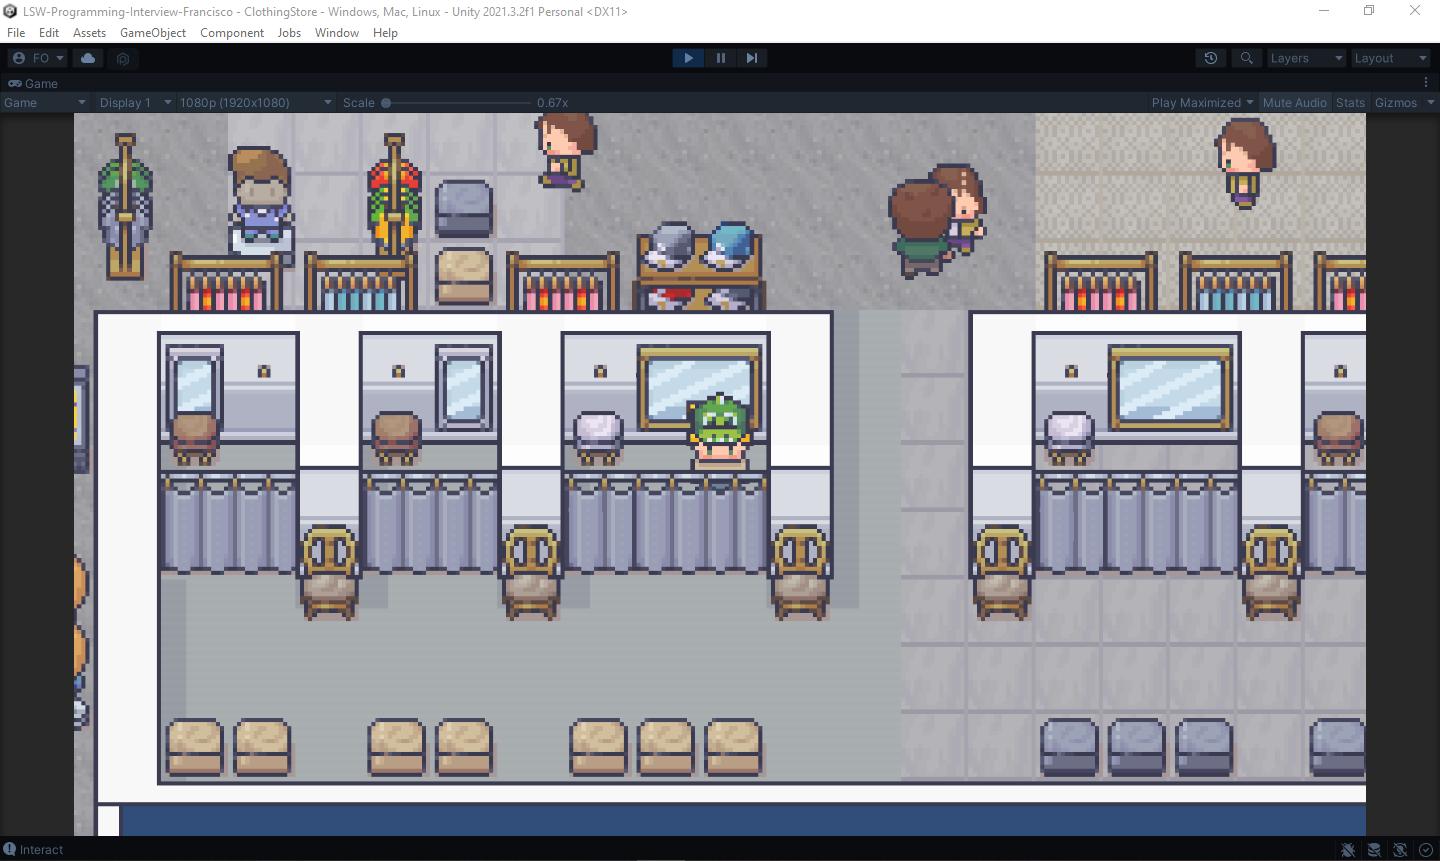 LSW-Programming-Interview-Francisco - ClothingStore - Windows, Mac, Linux - Unity 2021.3.2f1 Personal <DX11>
File Edit Assets GameObject Component Jobs Window Help
FO Layers Layout
Game
Game Display 1 1080p (1920x1080) Scale 0.67x Play Maximized Mute Audio Stats Gizmos
Interact